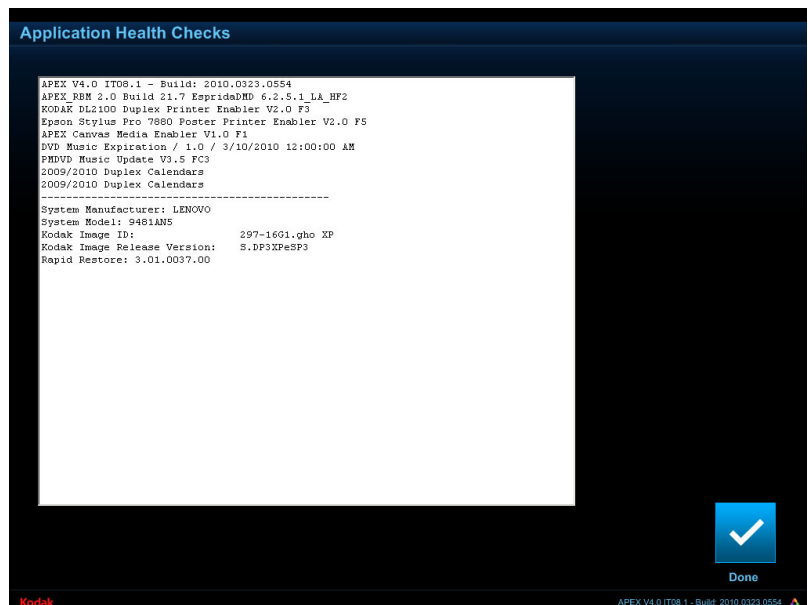 Application Health Checks
APEX V4.0 IT08.1 - Build: 2010.0323.0554
APEX_RBM 2.0 Build 21.7 EspridaDMD 6.2.5.1_LA_HF2
KODAK DL2100 Duplex Printer Enabler V2.0 F3
Epson Stylus Pro 7880 Poster Printer Enabler V2.0 F5
APEX Canvas Media Enabler V1.0 F1
DVD Music Expiration / 1.0 / 3/10/2010 12:00:00 AM
PMDVD Music Update V3.5 FC3
2009/2010 Duplex Calendars
2009/2010 Duplex Calendars
----------------------------------------------
System Manufacturer: LENOVO
System Model: 9481AN5
Kodak Image ID: 297-16G1.gho XP
Kodak Image Release Version: S.DP3XPeSP3
Rapid Restore: 3.01.0037.00
Done
Kodak
APEX V4.0 IT08.1 - Build: 2010.0323.0554